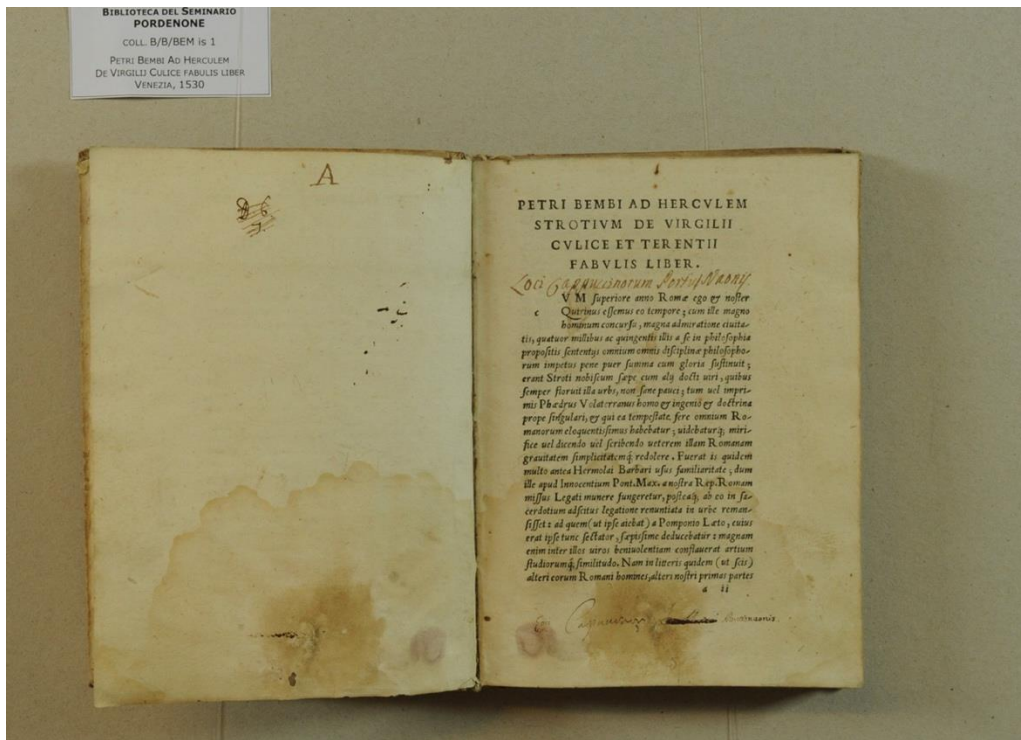 BIBLIOTECA DEL SEMINARIO
PORDENONE
COLL. B/B/BEM is 1
PETRI BEMBI AD HERCULEM
DE VIRGILIJ CULICE FABULIS LIBER
VENEZIA, 1530
A
PETRI BEMBI AD HERCVLEM
STROTIVM DE VIRGILII
CVLICE ET TERENTII
FABVLIS LIBER.
Loci Cappuccinorum Portus Naonis
c VM superiore anno Romæ ego & noster
Quirinus essemus eo tempore; cum ille magno
hominum concursu, magna admiratione ciuita-
tis, quatuor millibus ac quingentis illis a se in philosophia
propositis sententijs omnium omnis disciplinæ philosopho-
rum impetus pene puer summa cum gloria sustinuit;
erant Stroti nobiscum sæpe cum alij docti uiri, quibus
semper floruit illa urbs, non sane pauci; tum uel impri-
mis Phædrus Volaterranus homo & ingenio & doctrina
prope singulari, & qui ea tempestate fere omnium Ro-
manorum eloquentissimus habebatur; uidebaturq; miri-
fice uel dicendo uel scribendo ueterem illam Romanam
grauitatem simplicitatemq; redolere. Fuerat is quidem
multo antea Hermolai Barbari usus familiaritate; dum
ille apud Innocentium Pont.Max. a nostra Rep.Romam
missus Legati munere fungeretur, posteaq; ab eo in sa-
cerdotium adscitus legatione renuntiata in urbe reman-
sisset: ad quem (ut ipse aiebat) a Pomponio Læto, cuius
erat ipse tunc sectator, sæpissime deducebatur: magnam
enim inter illos uiros beniuolentiam conflauerat artium
studiorumq; similitudo. Nam in litteris quidem (ut scis)
alteri eorum Romani homines, alteri nostri primas partes
a ii